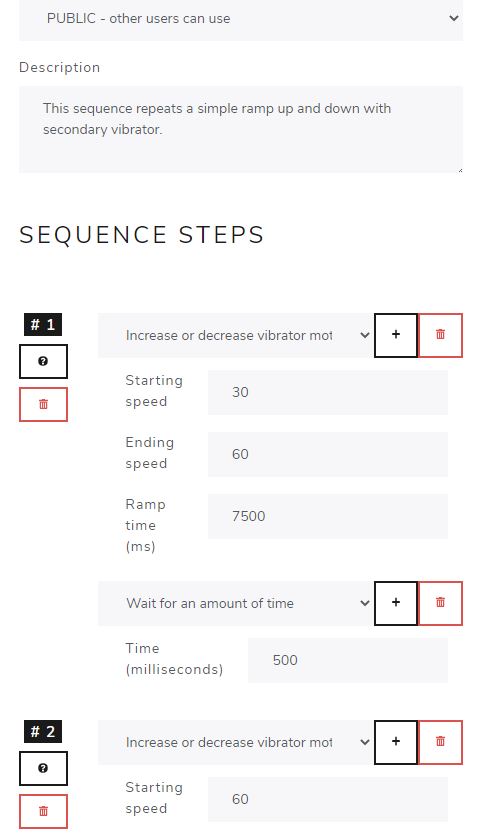 PUBLIC - other users can use
Description
This sequence repeats a simple ramp up and down with
secondary vibrator.
SEQUENCE STEPS
# 1
Increase or decrease vibrator mot
+
?
Starting
speed
30
Ending
speed
60
Ramp
time
(ms)
7500
Wait for an amount of time
+
Time
(milliseconds)
500
# 2
Increase or decrease vibrator mot
+
?
Starting
speed
60